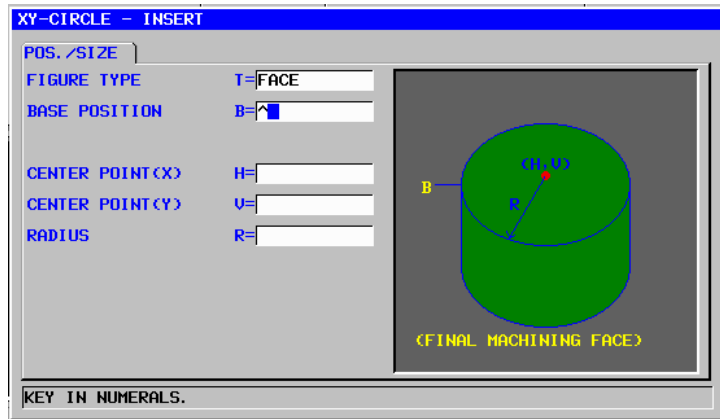 XY-CIRCLE - INSERT
POS./SIZE
FIGURE TYPE T=FACE
BASE POSITION B=^
CENTER POINT(X) H=
CENTER POINT(Y) V=
RADIUS R=
(H,V)
B
R
(FINAL MACHINING FACE)
KEY IN NUMERALS.